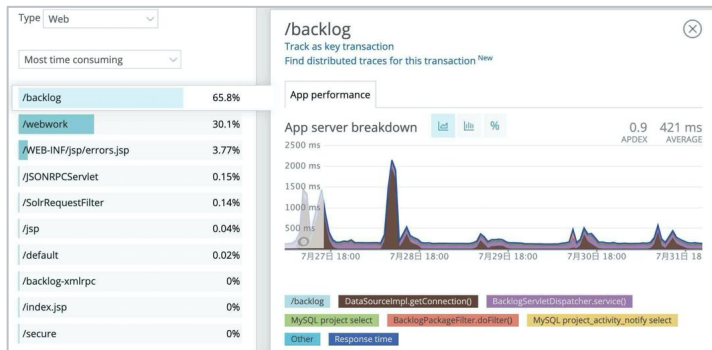 Type Web
Most time consuming
/backlog 65.8%
/webwork 30.1%
/WEB-INF/jsp/errors.jsp 3.77%
/JSONRPCServlet 0.15%
/SolrRequestFilter 0.14%
/jsp 0.04%
/default 0.02%
/backlog-xmlrpc 0%
/index.jsp 0%
/secure 0%
/backlog
Track as key transaction
Find distributed traces for this transaction New
App performance
App server breakdown % 0.9 421 ms
APDEX AVERAGE
2500 ms
2000 ms
1500 ms
1000 ms
500 ms
7月27日 18:00 7月28日 18:00 7月29日 18:00 7月30日 18:00 7月31日 18
/backlog DataSourceImpl.getConnection() BacklogServletDispatcher.service()
MySQL project select BacklogPackageFilter.doFilter() MySQL project_activity_notify select
Other Response time